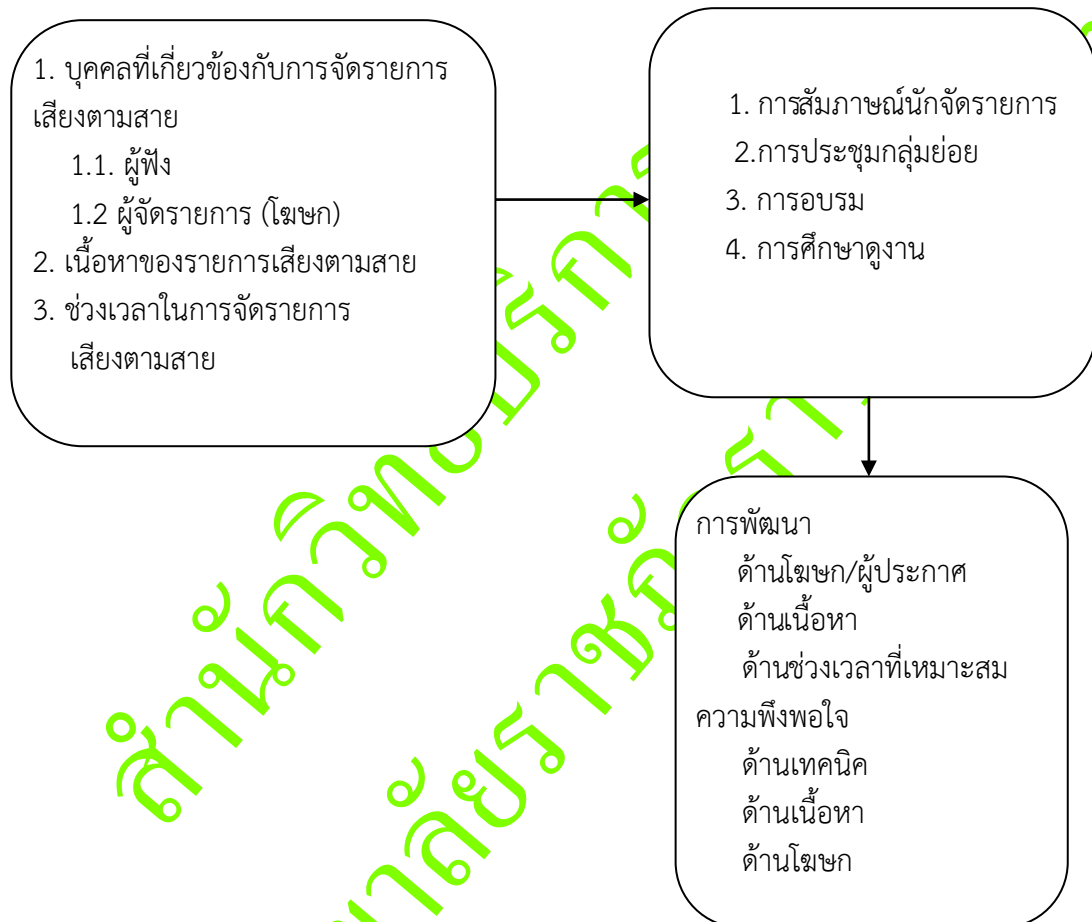 1. บุคคลที่เกี่ยวข้องกับการจัดรายการ
เสียงตามสาย
1.1. ผู้ฟัง
1.2 ผู้จัดรายการ (โฆษก)
2. เนื้อหาของรายการเสียงตามสาย
3. ช่วงเวลาในการจัดรายการ
เสียงตามสาย
1. การสัมภาษณ์นักจัดรายการ
2.การประชุมกลุ่มย่อย
3. การอบรม
4. การศึกษาดูงาน
การพัฒนา
ด้านโฆษก/ผู้ประกาศ
ด้านเนื้อหา
ด้านช่วงเวลาที่เหมาะสม
ความพึงพอใจ
ด้านเทคนิค
ด้านเนื้อหา
ด้านโฆษก